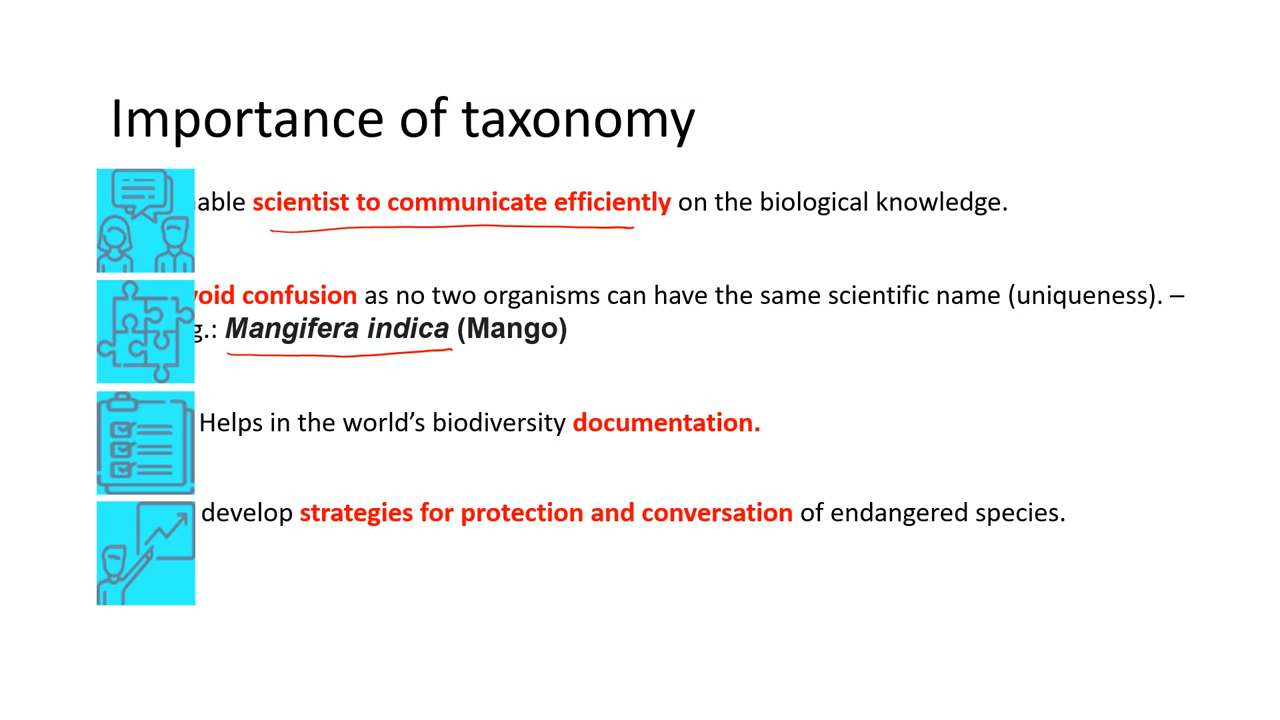 Importance of taxonomy
able scientist to communicate efficiently on the biological knowledge.
void confusion as no two organisms can have the same scientific name (uniqueness). –
g.: Mangifera indica (Mango)
Helps in the world’s biodiversity documentation.
develop strategies for protection and conversation of endangered species.